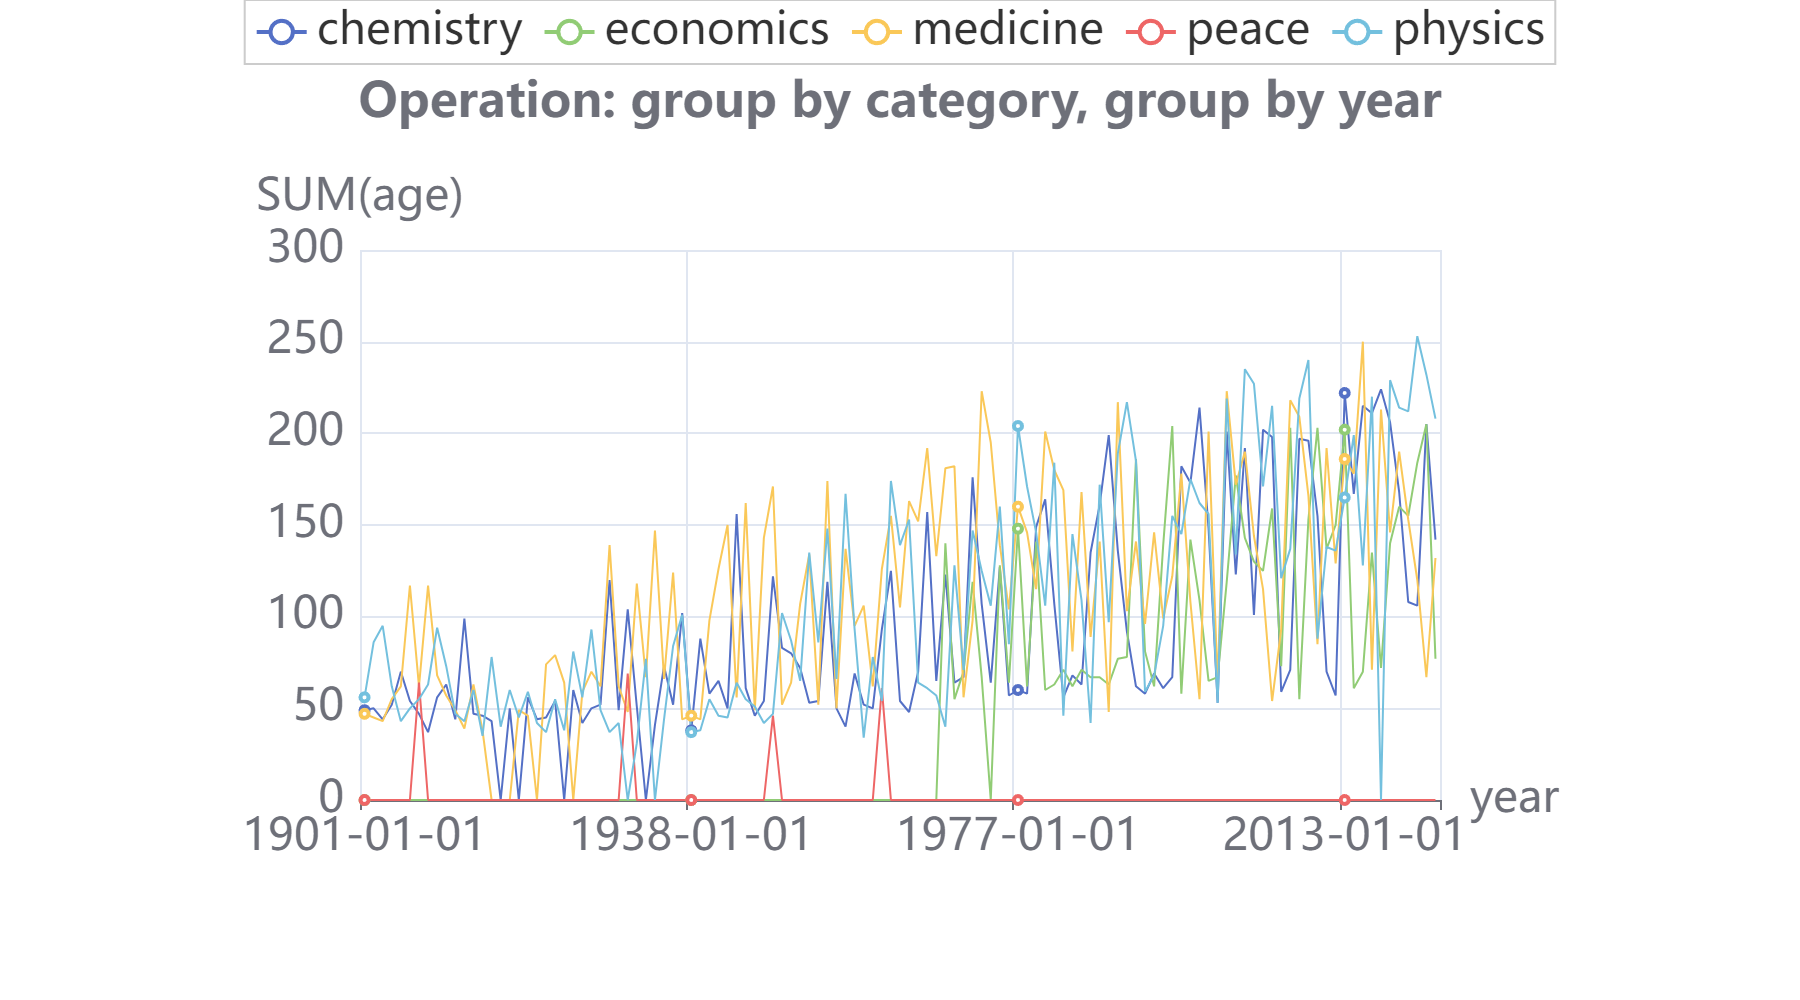 chemistry economics medicine peace physics
Operation: group by category, group by year
SUM(age)
300
250
200
150
100
50
0
year
1901-01-01 1938-01-01 1977-01-01 2013-01-01